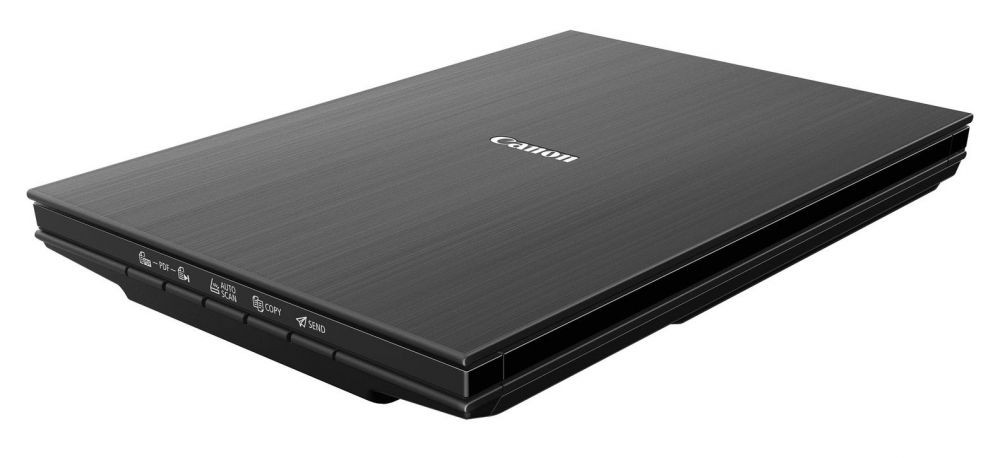 Canon
PDF
AUTO
SCAN
COPY
SEND